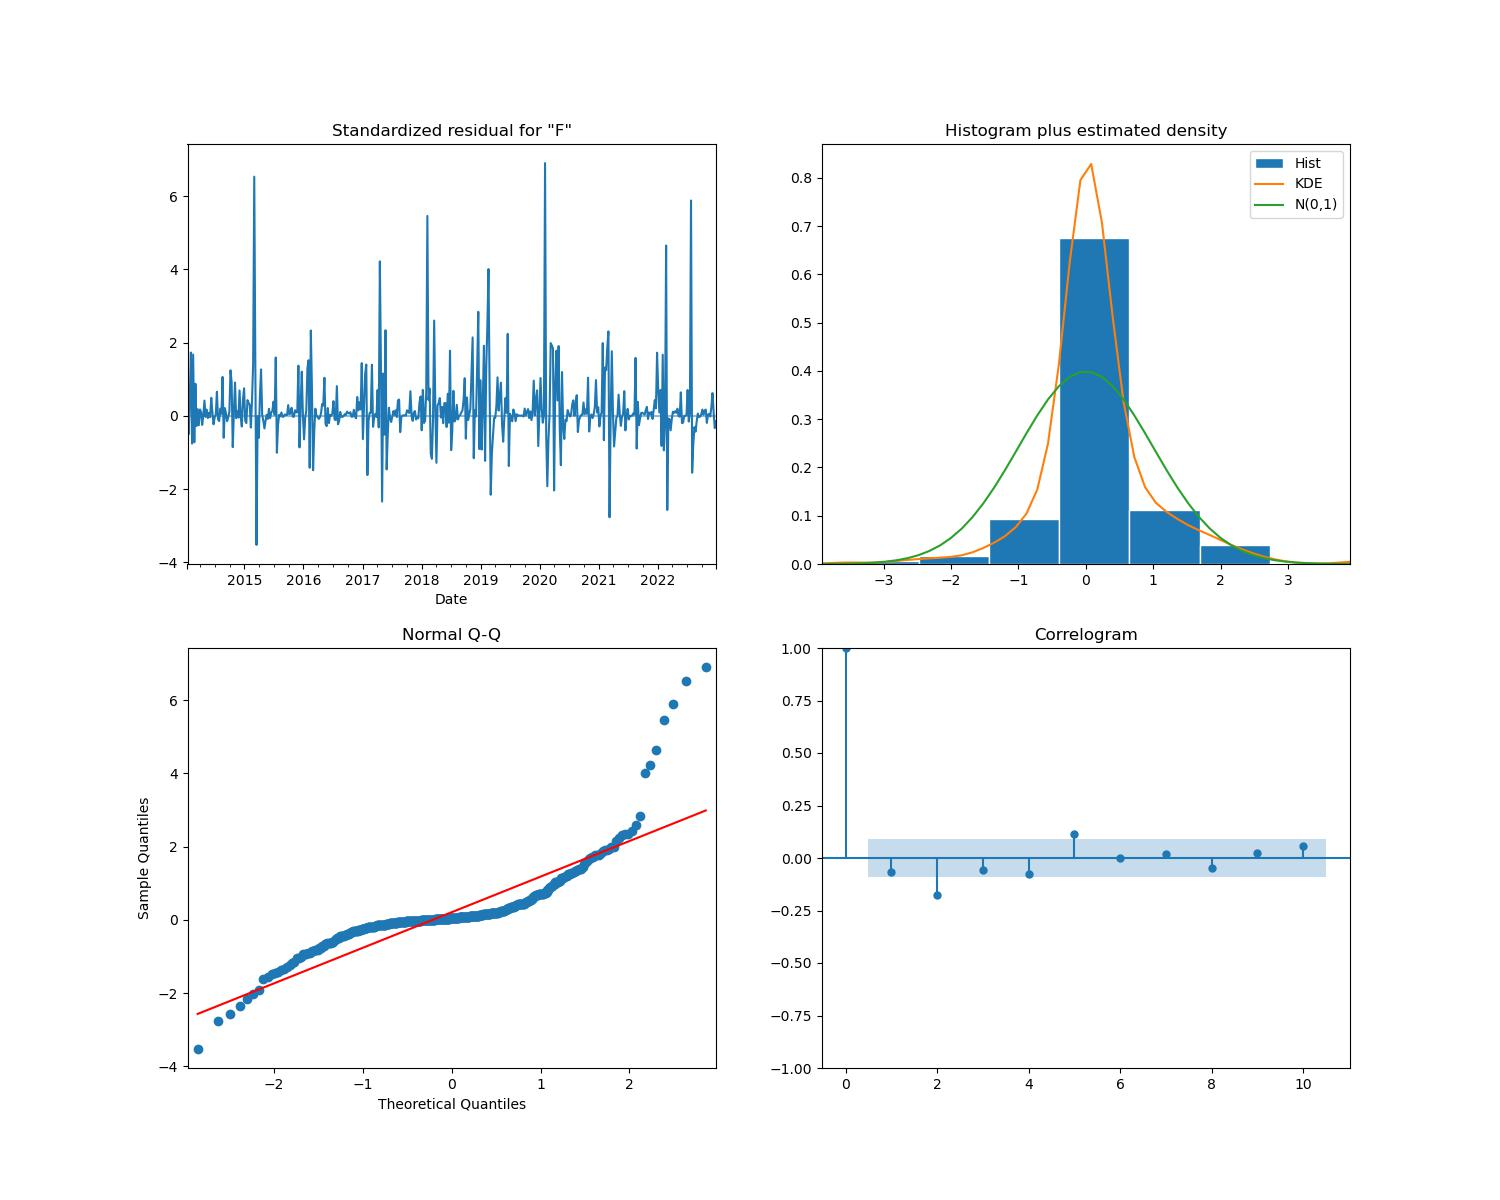 Standardized residual for "F"
6
4
2
0
−2
−4
2015 2016 2017 2018 2019 2020 2021 2022
Date
Histogram plus estimated density
Hist
KDE
N(0,1)
0.8
0.7
0.6
0.5
0.4
0.3
0.2
0.1
0.0
−3 −2 −1 0 1 2 3
Normal Q-Q
Sample Quantiles
6
4
2
0
−2
−4
−2 −1 0 1 2
Theoretical Quantiles
Correlogram
1.00
0.75
0.50
0.25
0.00
−0.25
−0.50
−0.75
−1.00
0 2 4 6 8 10